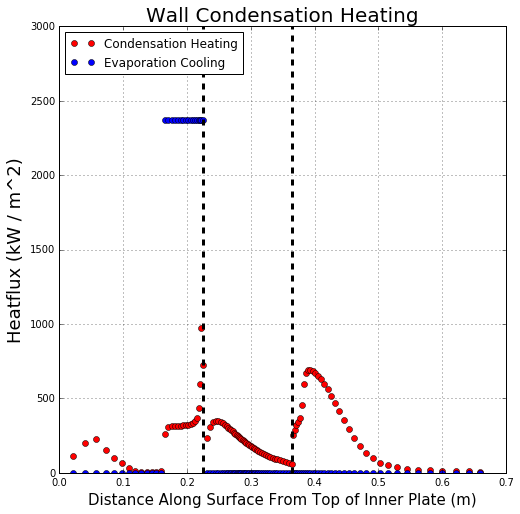 Wall Condensation Heating
Condensation Heating
Evaporation Cooling
Heatflux (kW / m^2)
3000
2500
2000
1500
1000
500
0
0.0 0.1 0.2 0.3 0.4 0.5 0.6 0.7
Distance Along Surface From Top of Inner Plate (m)